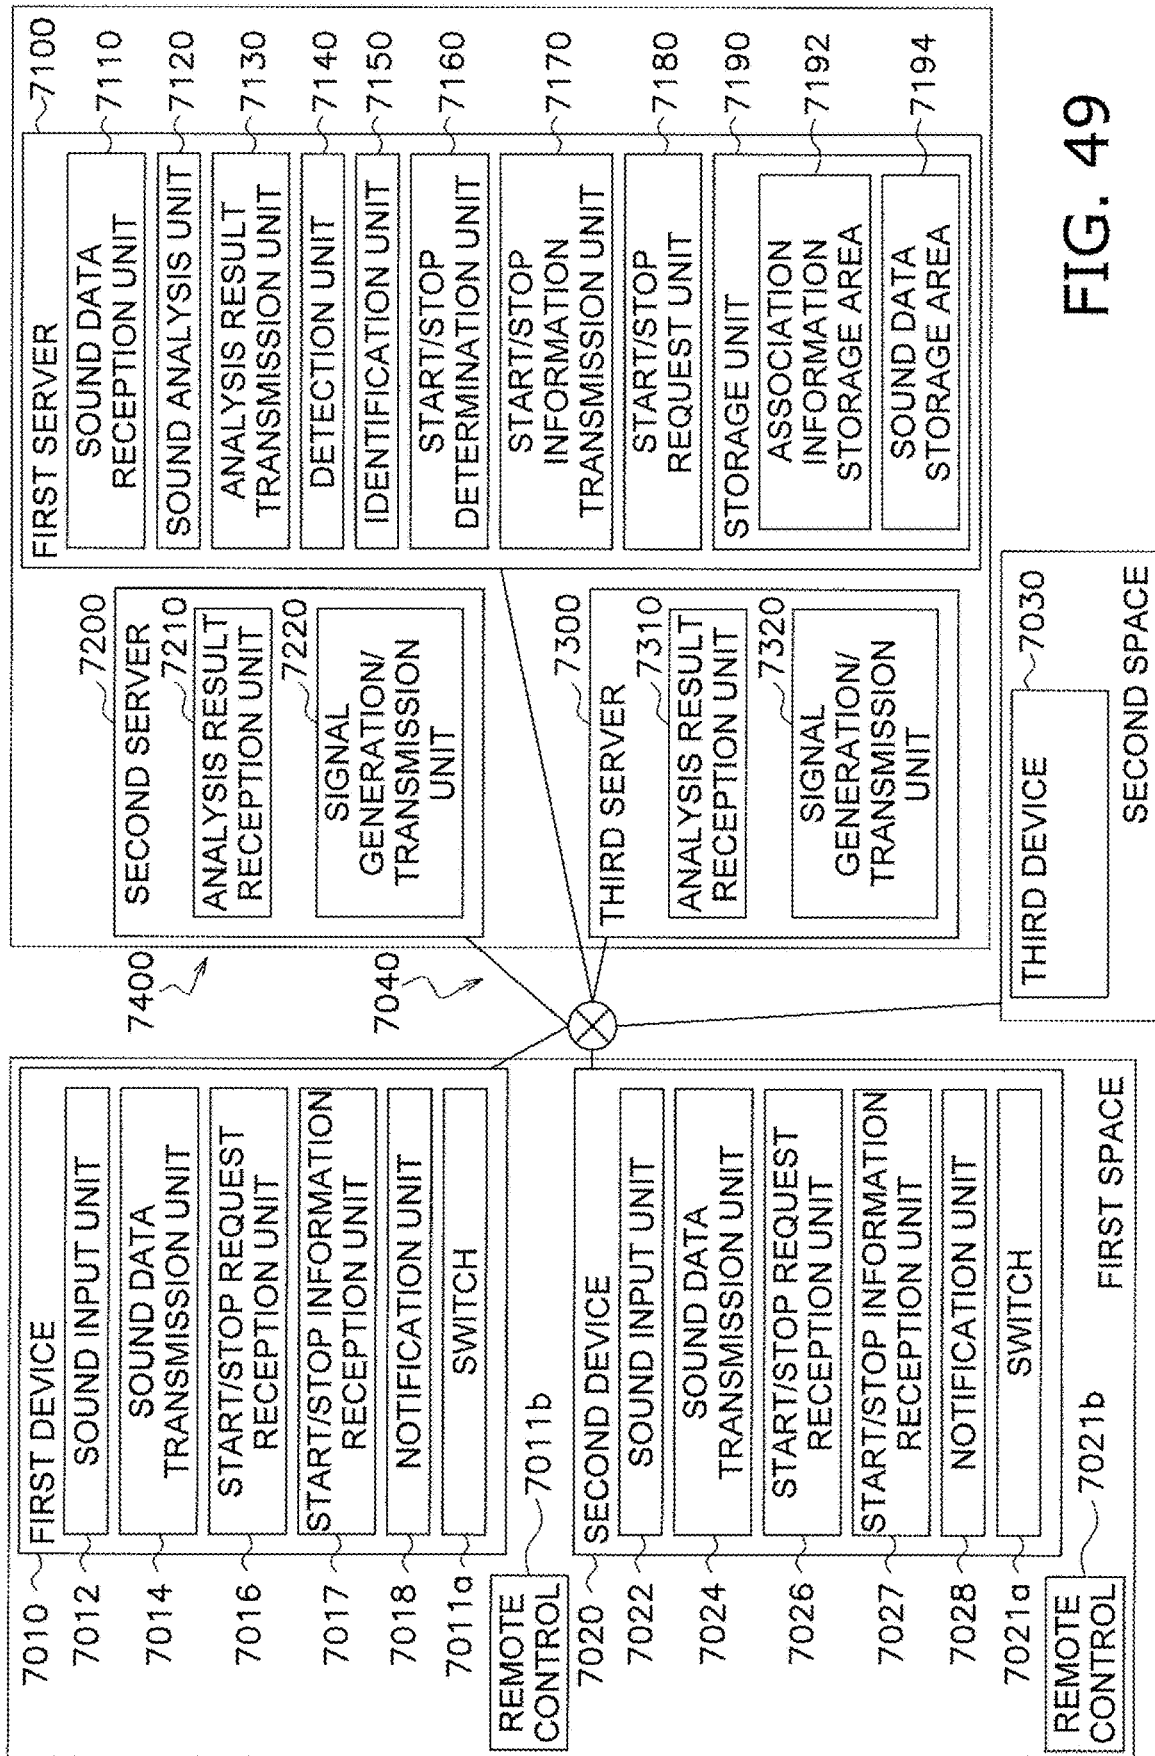 7010
FIRST DEVICE
7012
SOUND INPUT UNIT
7014
SOUND DATA
TRANSMISSION UNIT
7016
START/STOP REQUEST
RECEPTION UNIT
7017
START/STOP INFORMATION
RECEPTION UNIT
7018
NOTIFICATION UNIT
7011a
SWITCH
REMOTE
CONTROL
7011b
7020
SECOND DEVICE
7022
SOUND INPUT UNIT
7024
SOUND DATA
TRANSMISSION UNIT
7026
START/STOP REQUEST
RECEPTION UNIT
7027
START/STOP INFORMATION
RECEPTION UNIT
7028
NOTIFICATION UNIT
7021a
SWITCH
REMOTE
CONTROL
7021b
FIRST SPACE
7400
7040
7200
SECOND SERVER
7210
ANALYSIS RESULT
RECEPTION UNIT
7220
SIGNAL
GENERATION/
TRANSMISSION
UNIT
7300
THIRD SERVER
7310
ANALYSIS RESULT
RECEPTION UNIT
7320
SIGNAL
GENERATION/
TRANSMISSION
UNIT
THIRD DEVICE
7030
SECOND SPACE
FIRST SERVER
7100
SOUND DATA
RECEPTION UNIT
7110
SOUND ANALYSIS UNIT
7120
ANALYSIS RESULT
TRANSMISSION UNIT
7130
DETECTION UNIT
7140
IDENTIFICATION UNIT
7150
START/STOP
DETERMINATION UNIT
7160
START/STOP
INFORMATION
TRANSMISSION UNIT
7170
START/STOP
REQUEST UNIT
7180
STORAGE UNIT
7190
ASSOCIATION
INFORMATION
STORAGE AREA
7192
SOUND DATA
STORAGE AREA
7194
FIG. 49